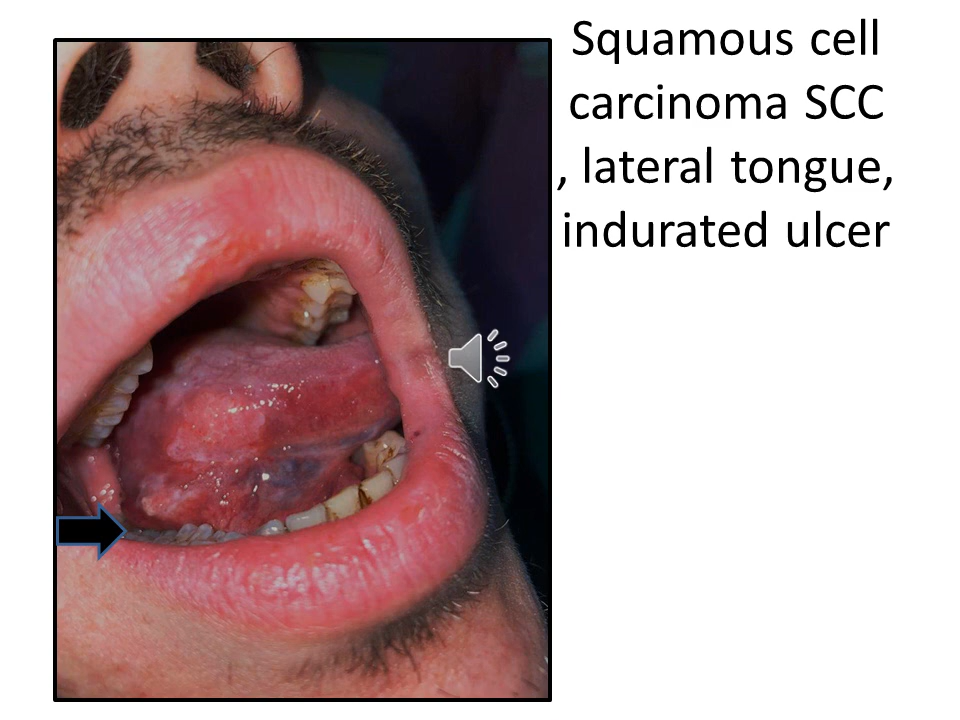 Squamous cell
carcinoma SCC
, lateral tongue,
indurated ulcer